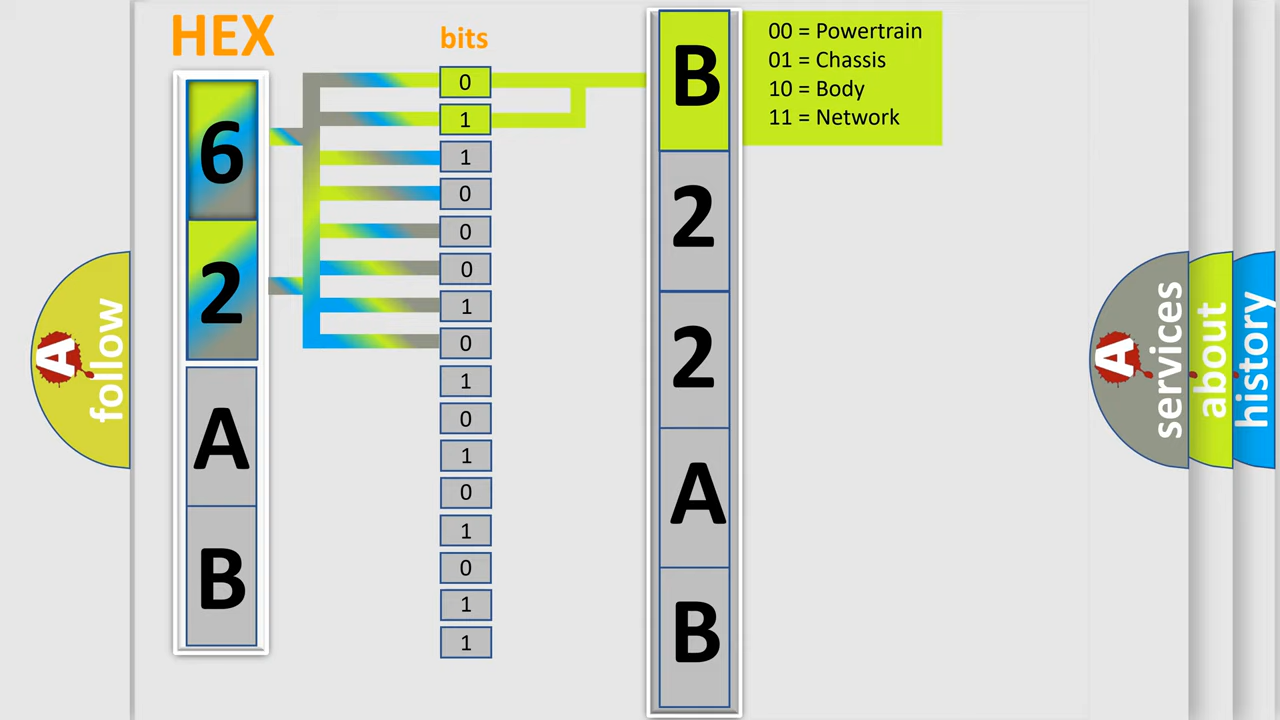 HEX
bits
6
2
A
B
0
1
1
0
0
0
1
0
1
0
1
0
1
0
1
1
B
2
2
A
B
00 = Powertrain
01 = Chassis
10 = Body
11 = Network
A
follow
A
services
about
history